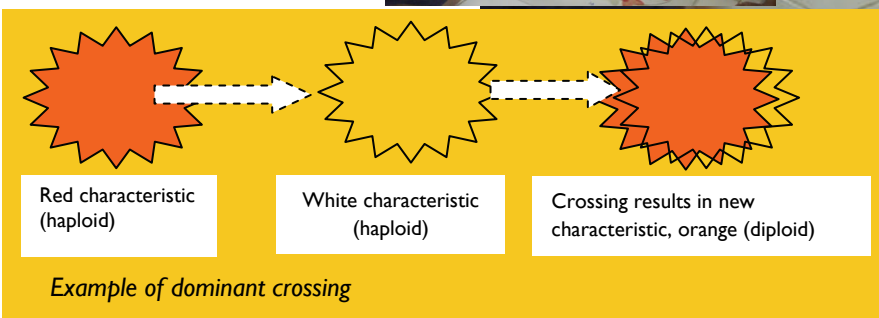 Red characteristic
(haploid)
White characteristic
(haploid)
Crossing results in new
characteristic, orange (diploid)
Example of dominant crossing